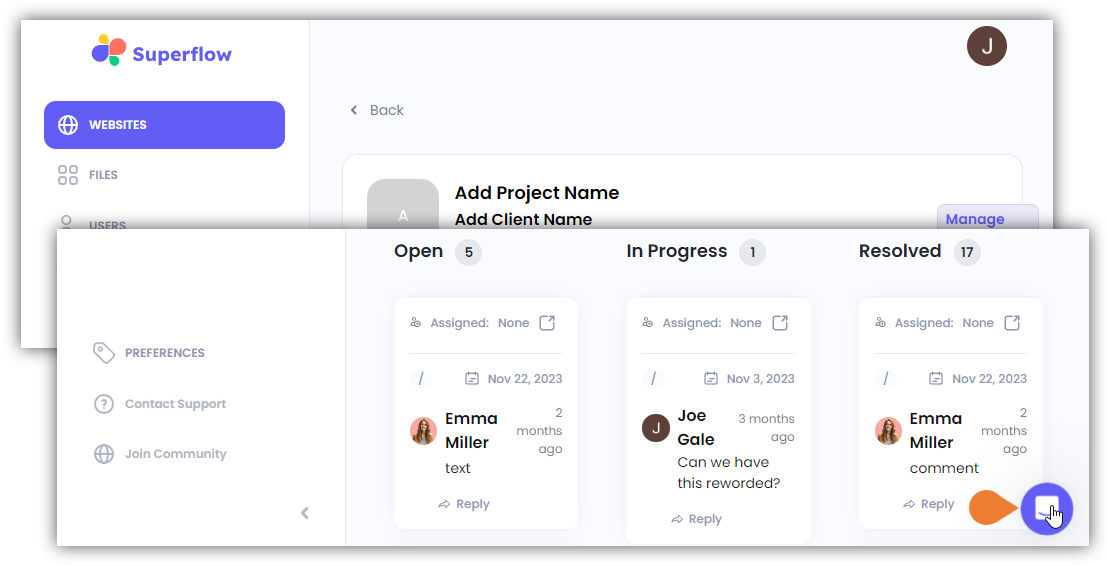 Superflow
J
WEBSITES
Back
FILES
Add Project Name
A
Add Client Name
Manage
USERS
Open 5
In Progress 1
Resolved 17
Assigned: None
Assigned: None
Assigned: None
PREFERENCES
/ Nov 22, 2023
/ Nov 3, 2023
/ Nov 22, 2023
Contact Support
Join Community
Emma
Miller
2
months
ago
text
Reply
J
Joe
Gale
3 months
ago
Can we have
this reworded?
Reply
Emma
Miller
2
months
ago
comment
Reply